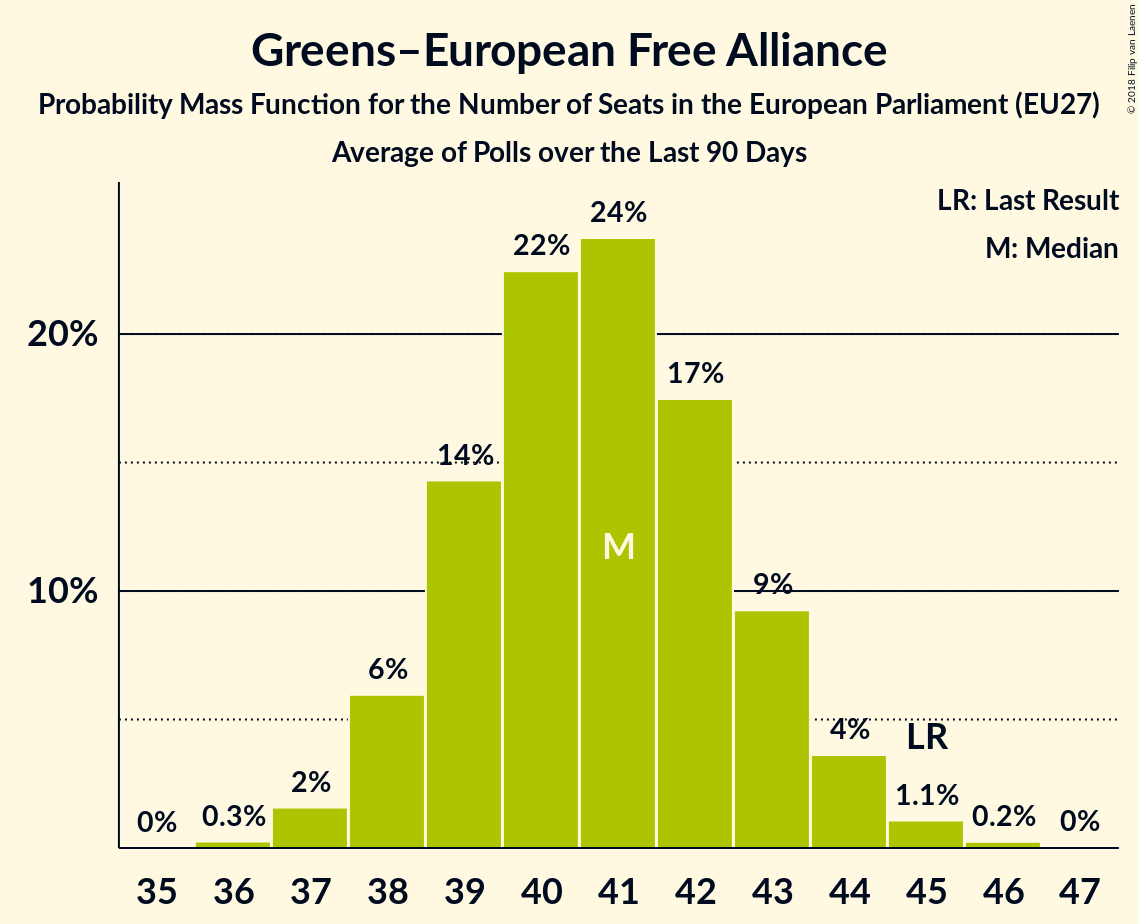 Greens–European Free Alliance
Probability Mass Function for the Number of Seats in the European Parliament (EU27)
Average of Polls over the Last 90 Days
© 2018 Filip van Laenen
LR: Last Result
M: Median
20%
10%
0%
0.3%
2%
6%
14%
22%
24%
17%
9%
4%
1.1%
0.2%
0%
M
LR
35 36 37 38 39 40 41 42 43 44 45 46 47